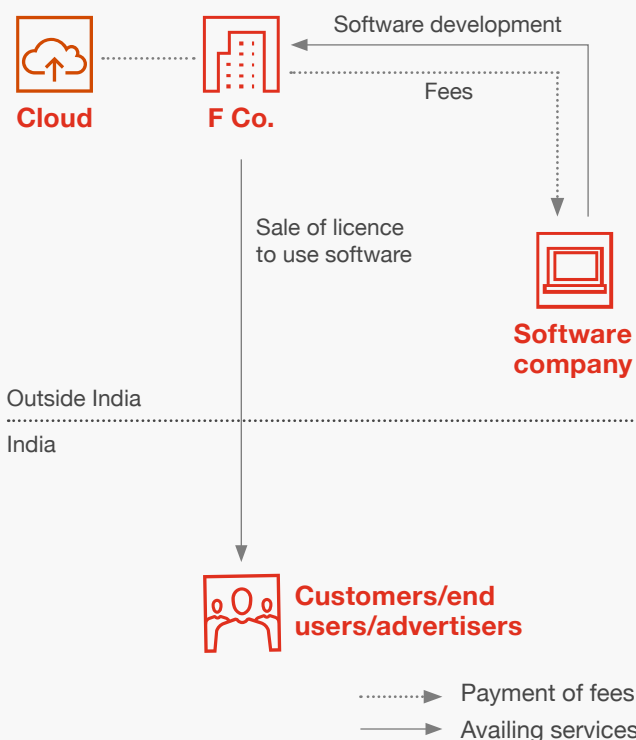 Software development
Cloud
F Co.
Fees
Sale of licence
to use software
Software
company
Outside India
India
Customers/end
users/advertisers
Payment of fees
Availing services